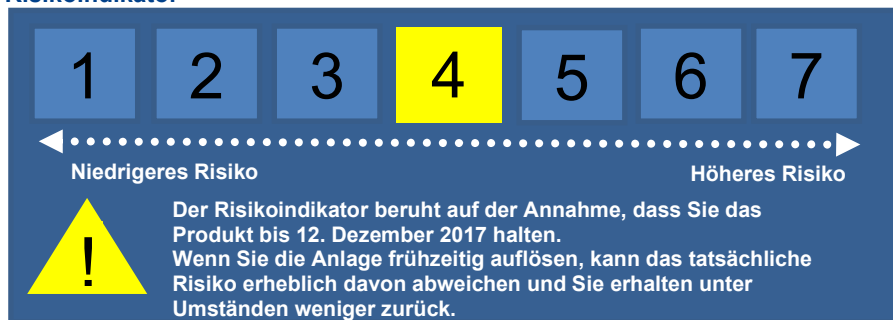 Risikoindikator
1 2 3 4 5 6 7
Niedrigeres Risiko Höheres Risiko
! Der Risikoindikator beruht auf der Annahme, dass Sie das
Produkt bis 12. Dezember 2017 halten.
Wenn Sie die Anlage frühzeitig auflösen, kann das tatsächliche
Risiko erheblich davon abweichen und Sie erhalten unter
Umständen weniger zurück.